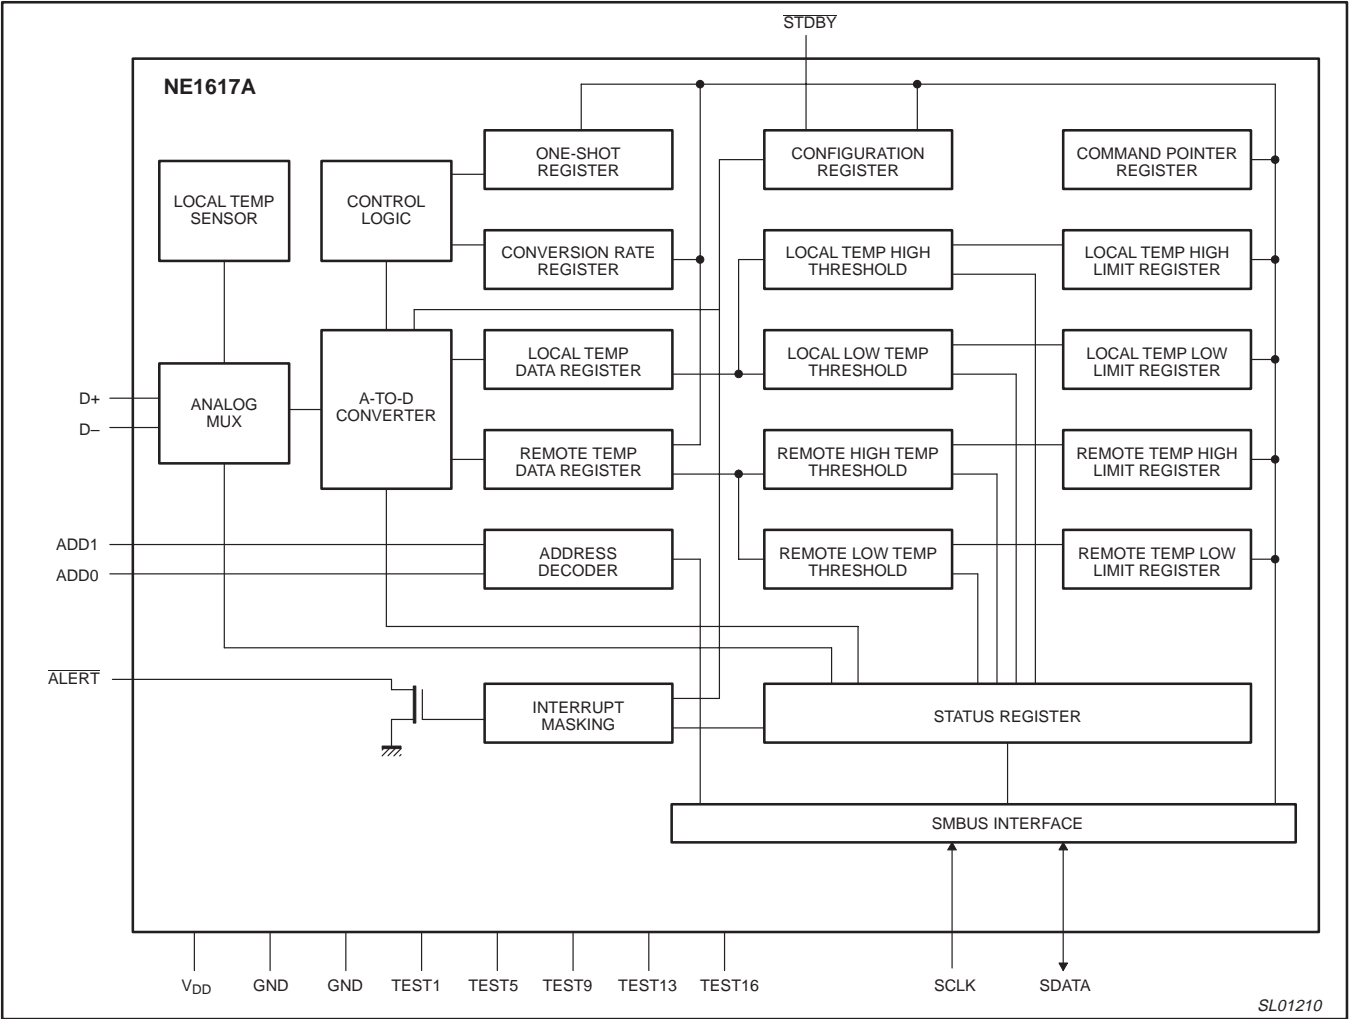 STDBY
NE1617A
ONE-SHOT
REGISTER
CONFIGURATION
REGISTER
COMMAND POINTER
REGISTER
LOCAL TEMP
SENSOR
CONTROL
LOGIC
CONVERSION RATE
REGISTER
LOCAL TEMP HIGH
THRESHOLD
LOCAL TEMP HIGH
LIMIT REGISTER
LOCAL TEMP
DATA REGISTER
LOCAL LOW TEMP
THRESHOLD
LOCAL TEMP LOW
LIMIT REGISTER
D+
D–
ANALOG
MUX
A-TO-D
CONVERTER
REMOTE TEMP
DATA REGISTER
REMOTE HIGH TEMP
THRESHOLD
REMOTE TEMP HIGH
LIMIT REGISTER
ADD1
ADD0
ADDRESS
DECODER
REMOTE LOW TEMP
THRESHOLD
REMOTE TEMP LOW
LIMIT REGISTER
ALERT
INTERRUPT
MASKING
STATUS REGISTER
SMBUS INTERFACE
VDD
GND
GND
TEST1
TEST5
TEST9
TEST13
TEST16
SCLK
SDATA
SL01210